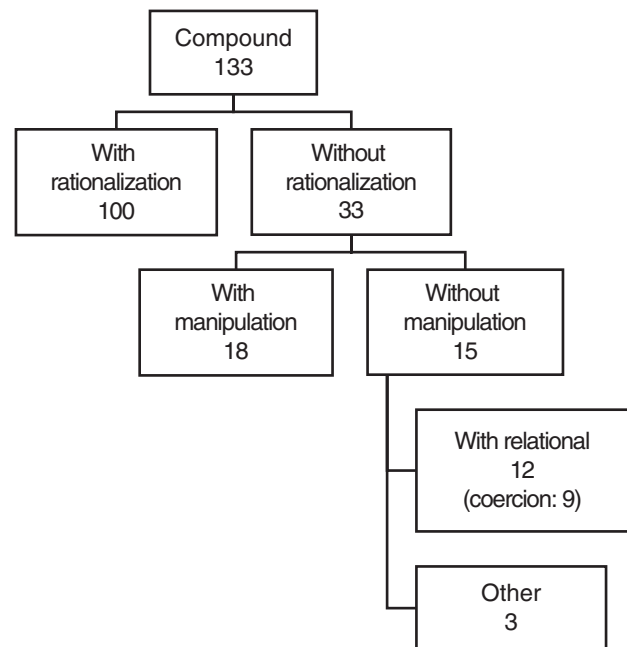 Compound
133
With
rationalization
100
Without
rationalization
33
With
manipulation
18
Without
manipulation
15
With relational
12
(coercion: 9)
Other
3